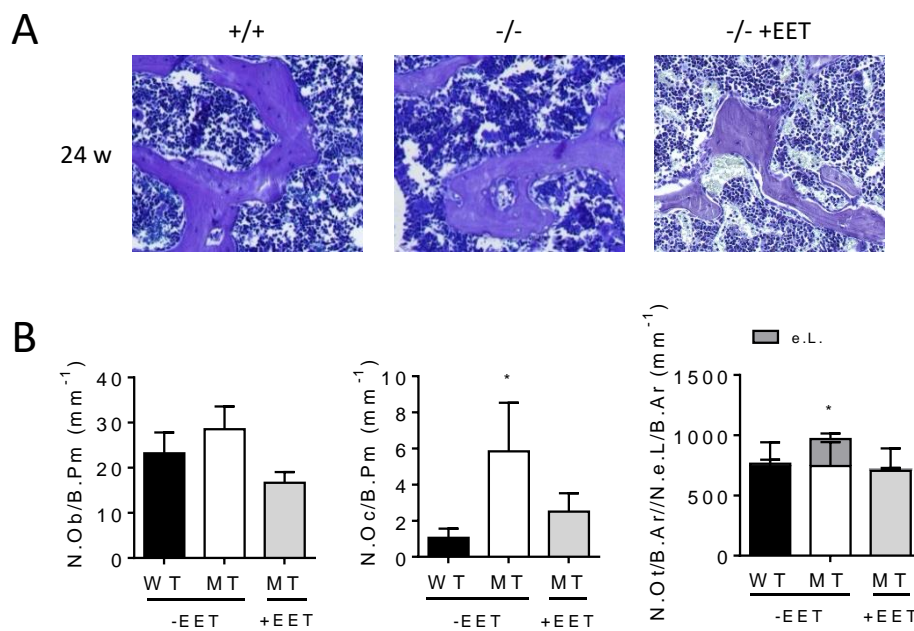 A
+/+
-/-
-/- +EET
24 w
B
N.Ob/B.Pm (mm⁻¹)
40
30
20
10
0
WT MT MT
-EET +EET
N.Oc/B.Pm (mm⁻¹)
10
8
6
4
2
0
*
WT MT MT
-EET +EET
N.Ot/B.Ar//N.e.L/B.Ar (mm⁻¹)
e.L.
1500
1000
500
0
*
WT MT MT
-EET +EET